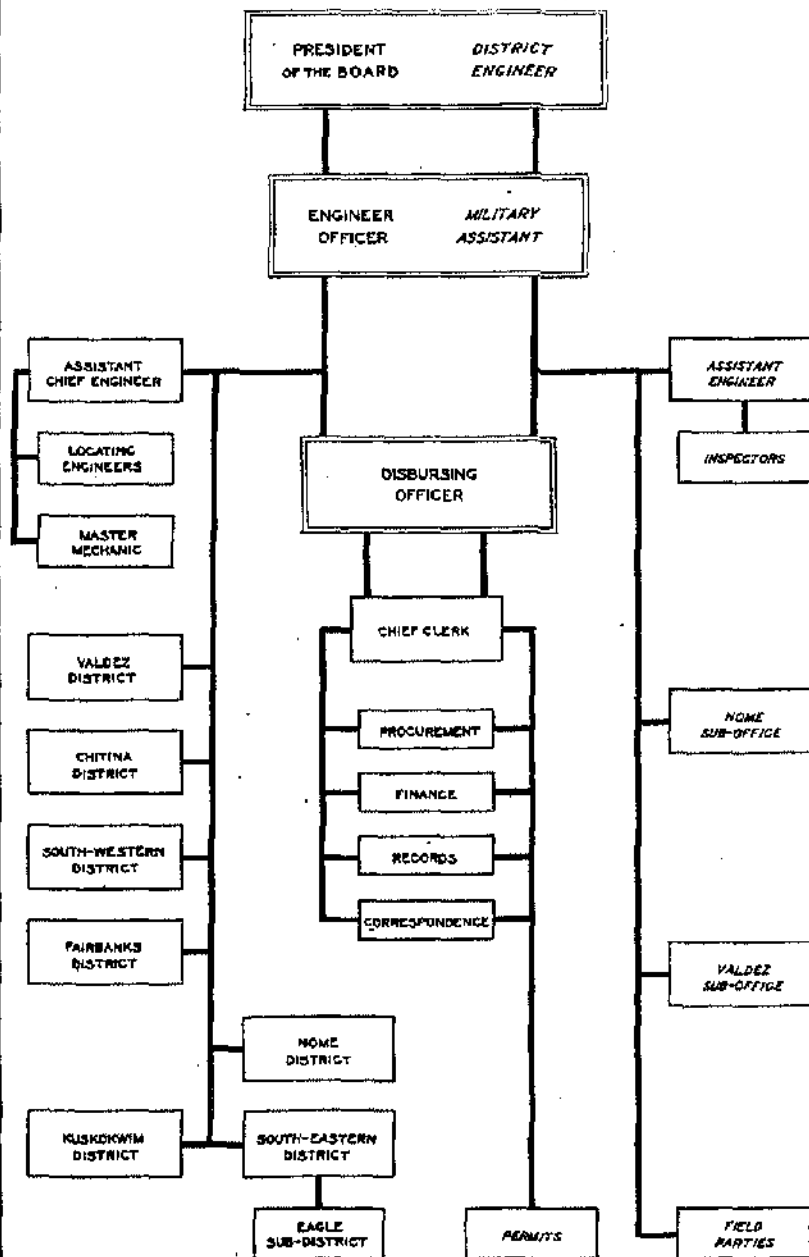 PRESIDENT
OF THE BOARD
DISTRICT
ENGINEER
ENGINEER
OFFICER
MILITARY
ASSISTANT
ASSISTANT
CHIEF ENGINEER
LOCATING
ENGINEERS
MASTER
MECHANIC
ASSISTANT
ENGINEER
INSPECTORS
DISBURSING
OFFICER
CHIEF CLERK
PROCUREMENT
FINANCE
RECORDS
CORRESPONDENCE
VALDEZ
DISTRICT
CHITINA
DISTRICT
SOUTH-WESTERN
DISTRICT
FAIRBANKS
DISTRICT
NOME
DISTRICT
KUSKOKWIM
DISTRICT
SOUTH-EASTERN
DISTRICT
EAGLE
SUB-DISTRICT
PERMITS
NOME
SUB-OFFICE
VALDEZ
SUB-OFFICE
FIELD
PARTIES